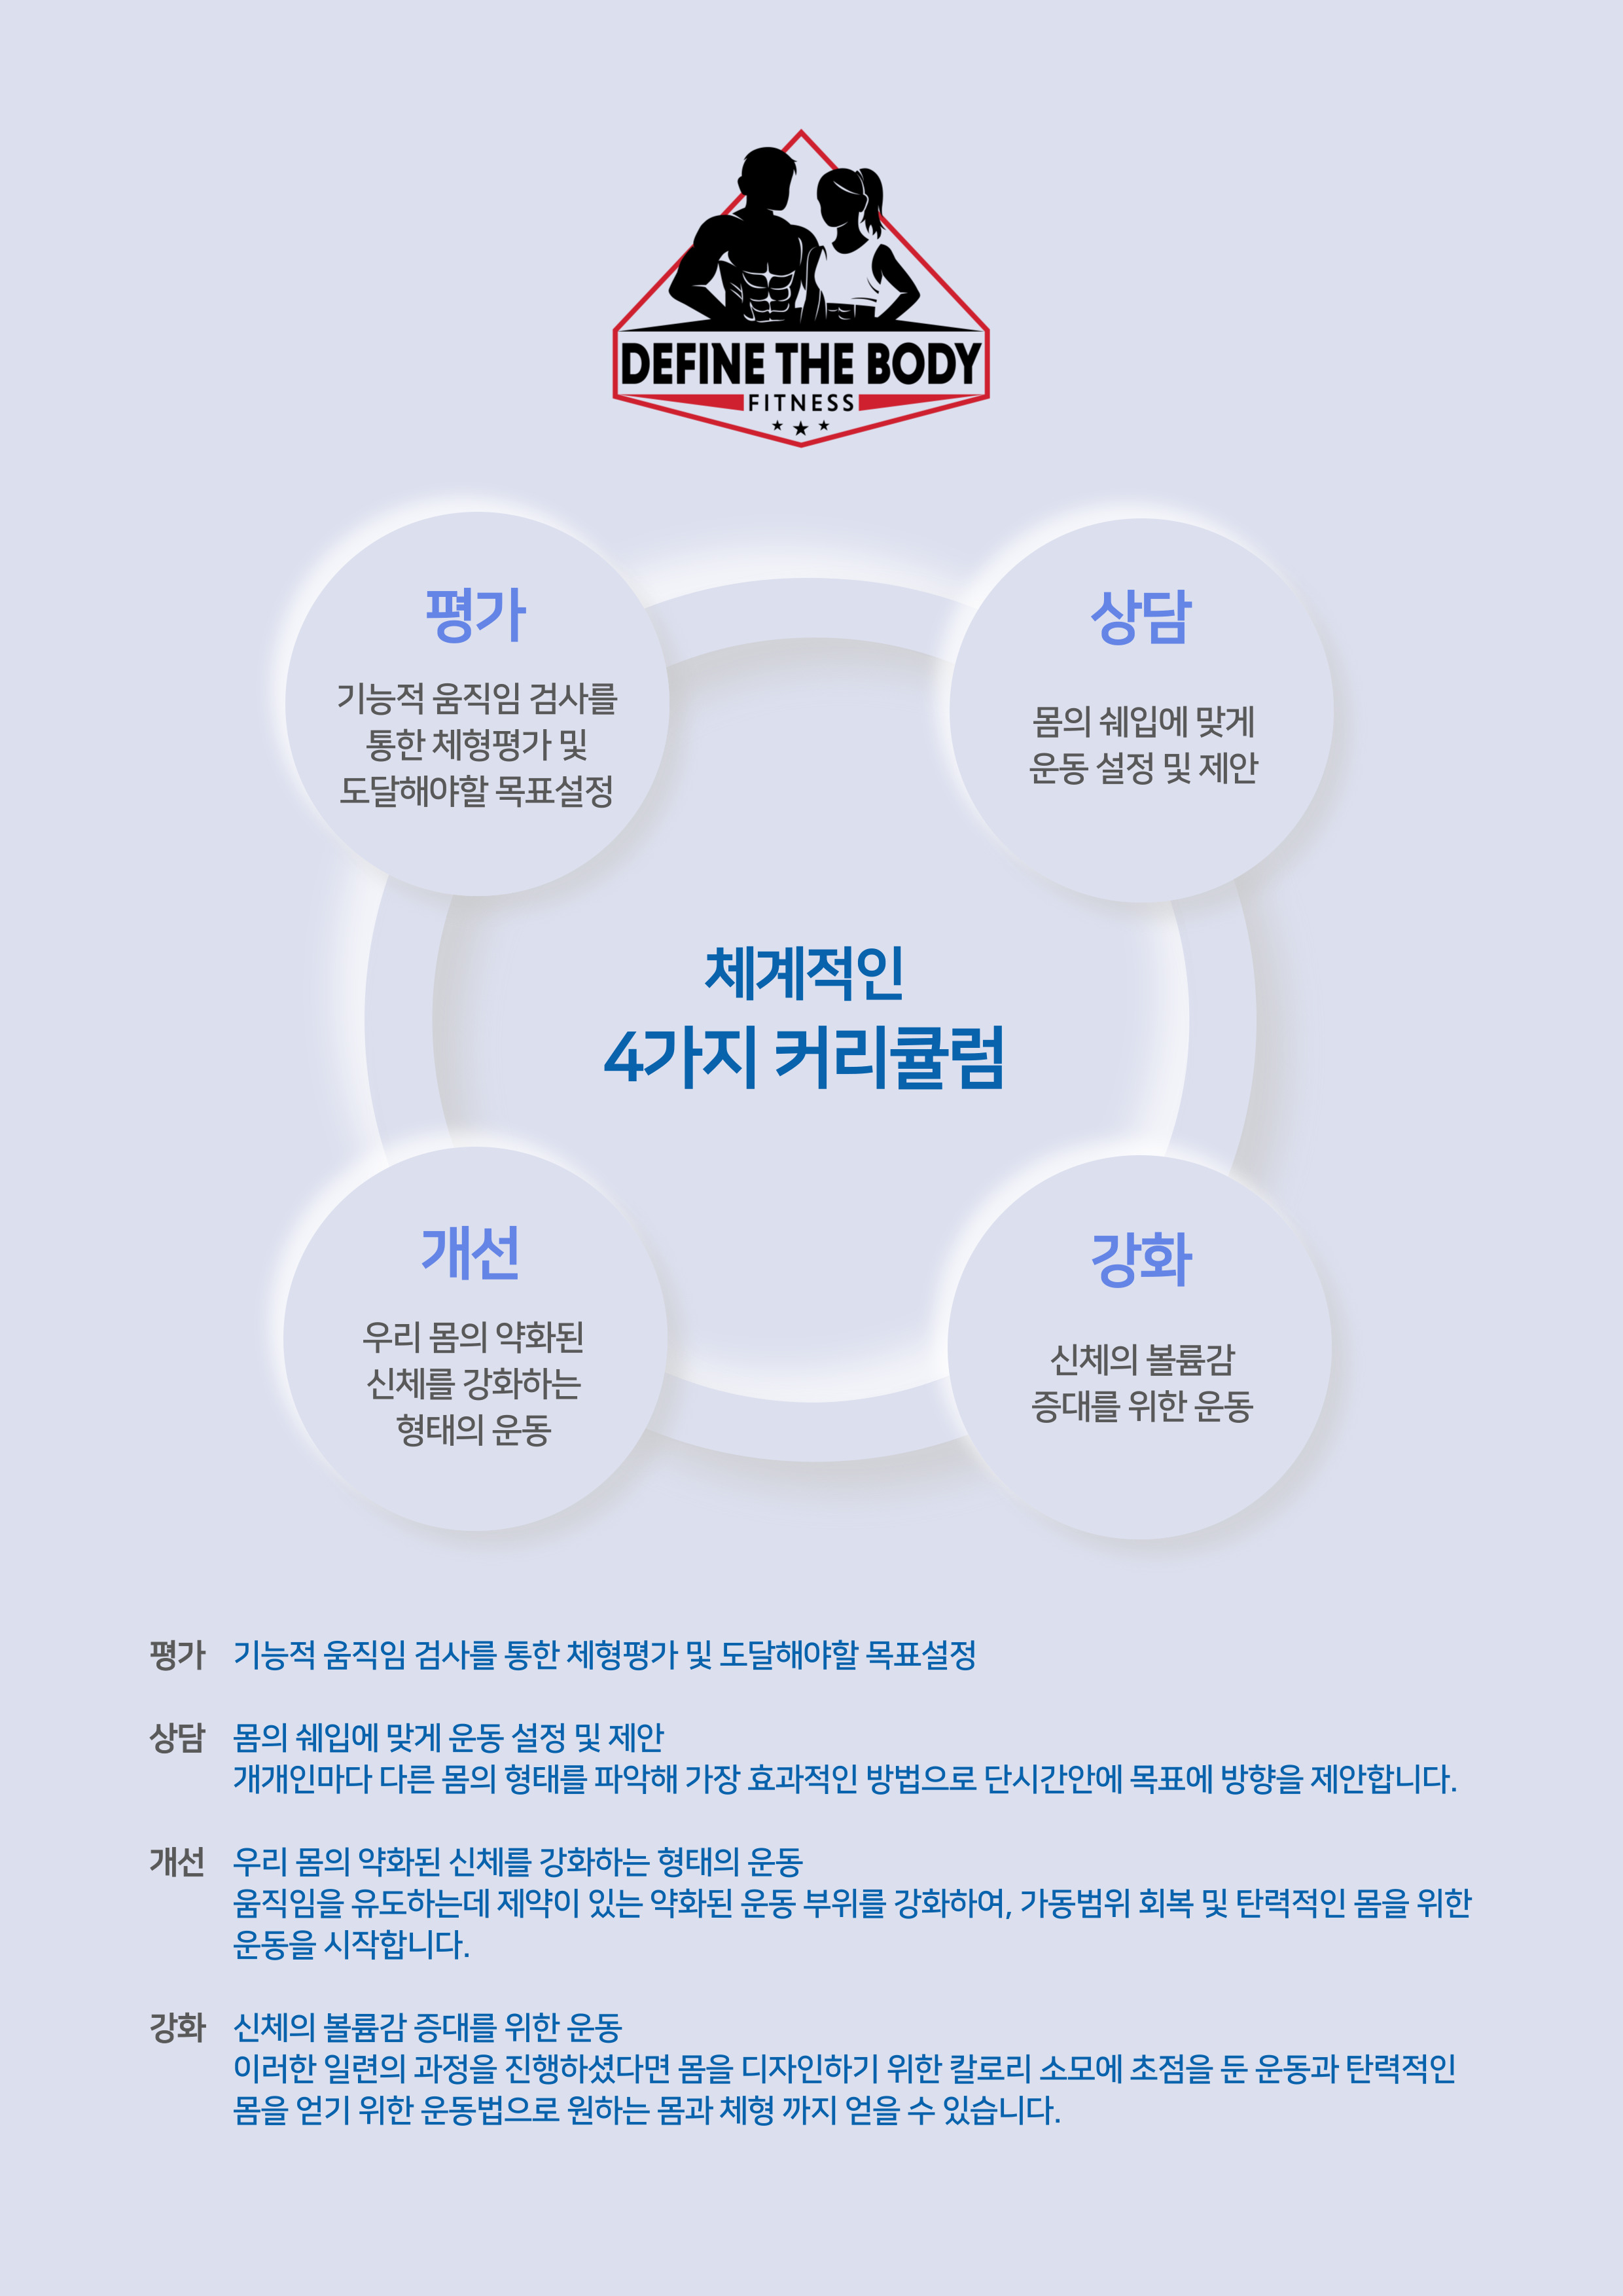 DEFINE THE BODY
FITNESS
평가
기능적 움직임 검사를
통한 체형평가 및
도달해야할 목표설정
상담
몸의 쉐입에 맞게
운동 설정 및 제안
체계적인
4가지 커리큘럼
개선
우리 몸의 약화된
신체를 강화하는
형태의 운동
강화
신체의 볼륨감
증대를 위한 운동
평가 기능적 움직임 검사를 통한 체형평가 및 도달해야할 목표설정
상담 몸의 쉐입에 맞게 운동 설정 및 제안
개개인마다 다른 몸의 형태를 파악해 가장 효과적인 방법으로 단시간안에 목표에 방향을 제안합니다.
개선 우리 몸의 약화된 신체를 강화하는 형태의 운동
움직임을 유도하는데 제약이 있는 약화된 운동 부위를 강화하여, 가동범위 회복 및 탄력적인 몸을 위한
운동을 시작합니다.
강화 신체의 볼륨감 증대를 위한 운동
이러한 일련의 과정을 진행하셨다면 몸을 디자인하기 위한 칼로리 소모에 초점을 둔 운동과 탄력적인
몸을 얻기 위한 운동법으로 원하는 몸과 체형 까지 얻을 수 있습니다.